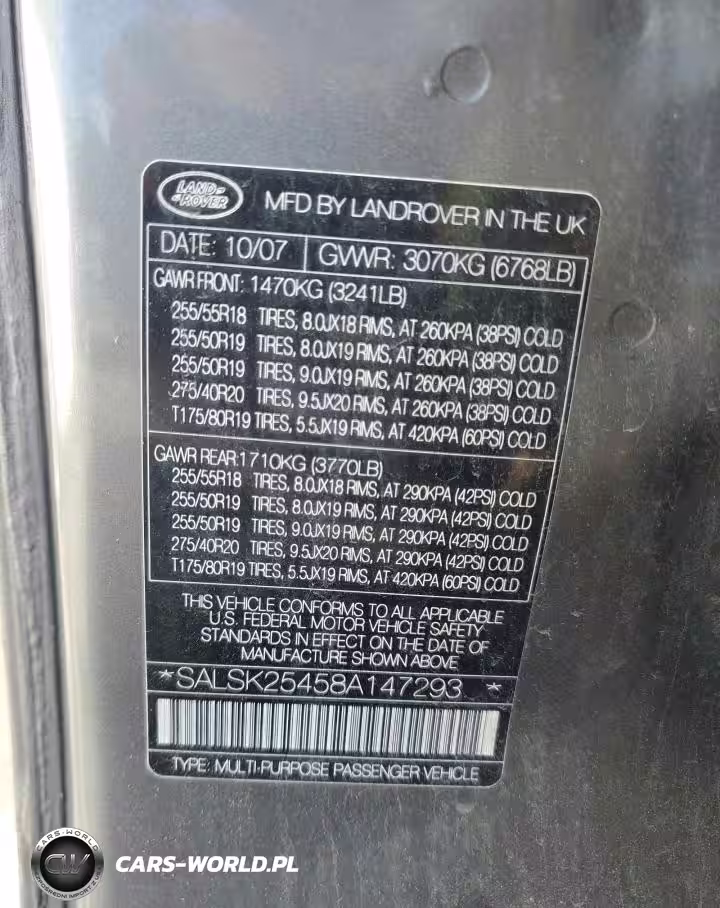 LAND-
ROVER
MFD BY LANDROVER IN THE UK
DATE: 10/07 GVWR: 3070KG (6768LB)
GAWR FRONT: 1470KG (3241LB)
255/55R18 TIRES, 8.0JX18 RIMS, AT 260KPA (38PSI) COLD
255/50R19 TIRES, 8.0JX19 RIMS, AT 260KPA (38PSI) COLD
255/50R19 TIRES, 9.0JX19 RIMS, AT 260KPA (38PSI) COLD
275/40R20 TIRES, 9.5JX20 RIMS, AT 260KPA (38PSI) COLD
T175/80R19 TIRES, 5.5JX19 RIMS, AT 420KPA (60PSI) COLD
GAWR REAR:1710KG (3770LB)
255/55R18 TIRES, 8.0JX18 RIMS, AT 290KPA (42PSI) COLD
255/50R19 TIRES, 8.0JX19 RIMS, AT 290KPA (42PSI) COLD
255/50R19 TIRES, 9.0JX19 RIMS, AT 290KPA (42PSI) COLD
275/40R20 TIRES, 9.5JX20 RIMS, AT 290KPA (42PSI) COLD
T175/80R19 TIRES, 5.5JX19 RIMS, AT 420KPA (60PSI) COLD
THIS VEHICLE CONFORMS TO ALL APPLICABLE
U.S. FEDERAL MOTOR VEHICLE SAFETY
STANDARDS IN EFFECT ON THE DATE OF
MANUFACTURE SHOWN ABOVE
*SALSK25458A147293 *
TYPE: MULTI-PURPOSE PASSENGER VEHICLE
CARS-WORLD
CW
CARS-WORLD.PL